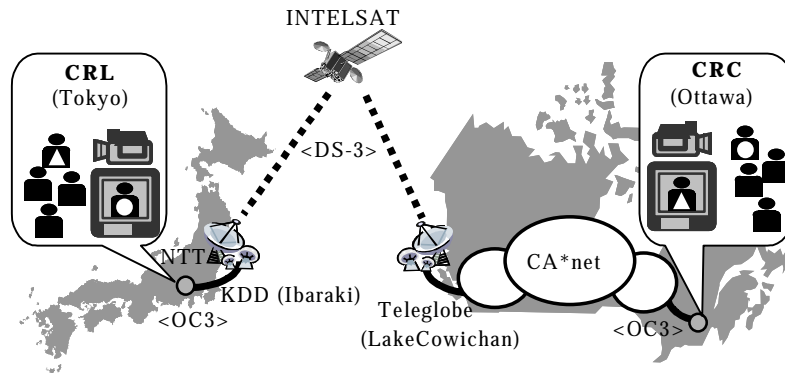 INTELSAT
CRL
(Tokyo)
CRC
(Ottawa)
<DS-3>
NTT
KDD (Ibaraki)
<OC3>
CA*net
Teleglobe
(LakeCowichan)
<OC3>